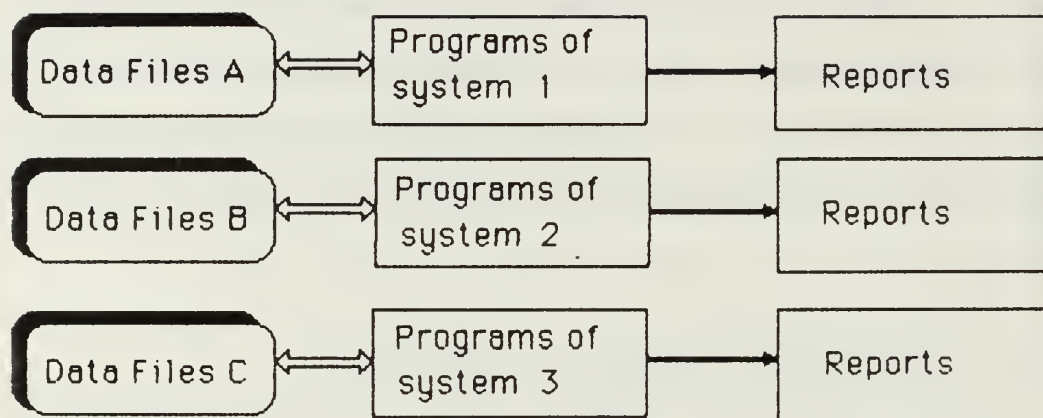 Data Files A
Programs of
system 1
Reports
Data Files B
Programs of
system 2
Reports
Data Files C
Programs of
system 3
Reports